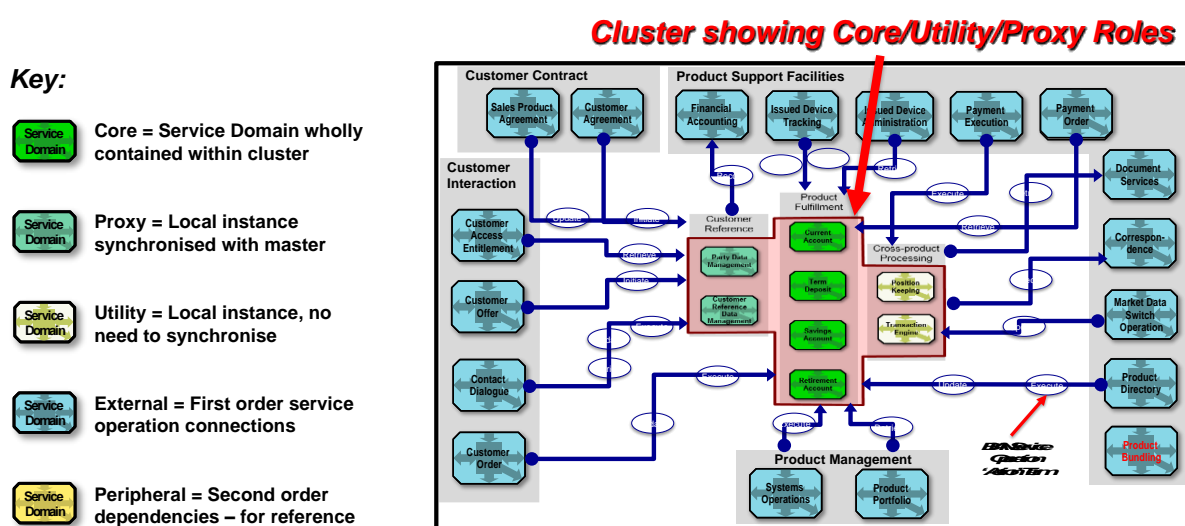 Cluster showing Core/Utility/Proxy Roles
Key:
Service
Domain
Core = Service Domain wholly
contained within cluster
Service
Domain
Proxy = Local instance
synchronised with master
Service
Domain
Utility = Local instance, no
need to synchronise
Service
Domain
External = First order service
operation connections
Service
Domain
Peripheral = Second order
dependencies – for reference
Customer Contract
Sales Product
Agreement
Customer
Agreement
Product Support Facilities
Financial
Accounting
Issued Device
Tracking
Issued Device
Administration
Payment
Execution
Payment
Order
Customer
Interaction
Customer
Access
Entitlement
Customer
Offer
Contact
Dialogue
Customer
Order
Update
Initiate
Retrieve
Initiate
Execute
Execute
Retrieve
Customer
Reference
Party Data
Management
Customer
Reference
Data
Management
Product
Fulfillment
Current
Account
Term
Deposit
Savings
Account
Retirement
Account
Cross-product
Processing
Position
Keeping
Transaction
Engine
Document
Services
Correspon-
dence
Market Data
Switch
Operation
Product
Directory
Product
Bundling
Update
Execute
Execute
Product Management
Systems
Operations
Product
Portfolio